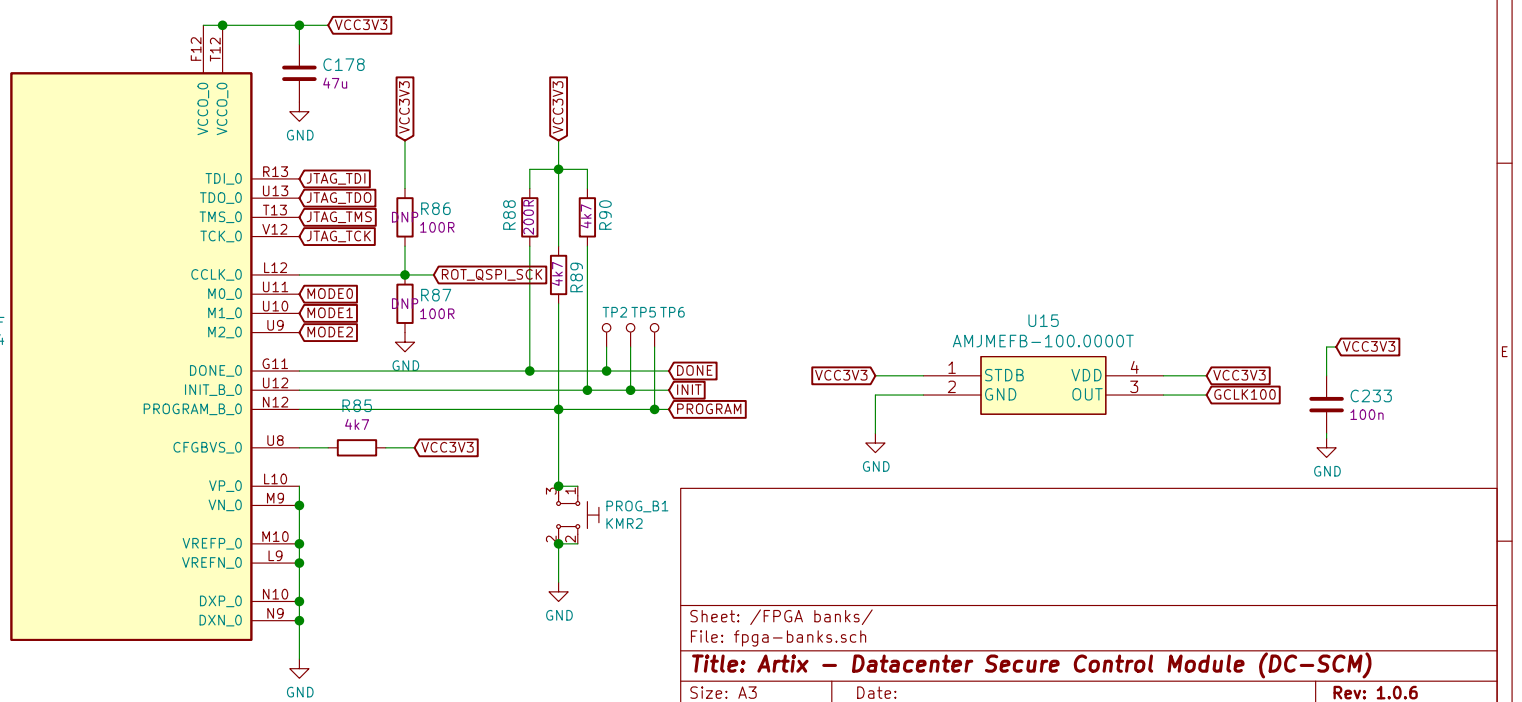 VCC3V3
F12
T12
C178
47u
GND
VCCO_0
VCCO_0
VCC3V3
VCC3V3
TDI_0 R13 JTAG_TDI
TDO_0 U13 JTAG_TDO
TMS_0 T13 JTAG_TMS
TCK_0 V12 JTAG_TCK
R86
DNP
100R
R88
200R
4k7
R90
CCLK_0 L12 ROT_QSPI_SCK
4k7
R89
M0_0 U11 MODE0
M1_0 U10 MODE1
M2_0 U9 MODE2
R87
DNP
100R
GND
TP2 TP5 TP6
DONE_0 G11 DONE
INIT_B_0 U12 INIT
PROGRAM_B_0 N12 PROGRAM
R85
4k7
CFGBVS_0 U8 VCC3V3
VP_0 L10
VN_0 M9
VREFP_0 M10
VREFN_0 L9
DXP_0 N10
DXN_0 N9
GND
3
1
PROG_B1
KMR2
2
2
GND
U15
AMJMEFB-100.0000T
VCC3V3 1 STDB VDD 4 VCC3V3
2 GND OUT 3 GCLK100
GND
VCC3V3
C233
100n
GND
E
Sheet: /FPGA banks/
File: fpga-banks.sch
Title: Artix - Datacenter Secure Control Module (DC-SCM)
Size: A3 Date: Rev: 1.0.6